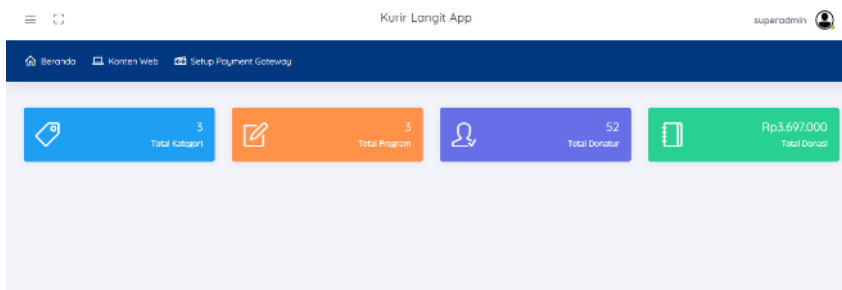 Kurir Langit App
superadmin
Beranda Konten Web Setup Payment Gateway
3
Total Kategori
3
Total Program
52
Total Donatur
Rp3.697.000
Total Donasi